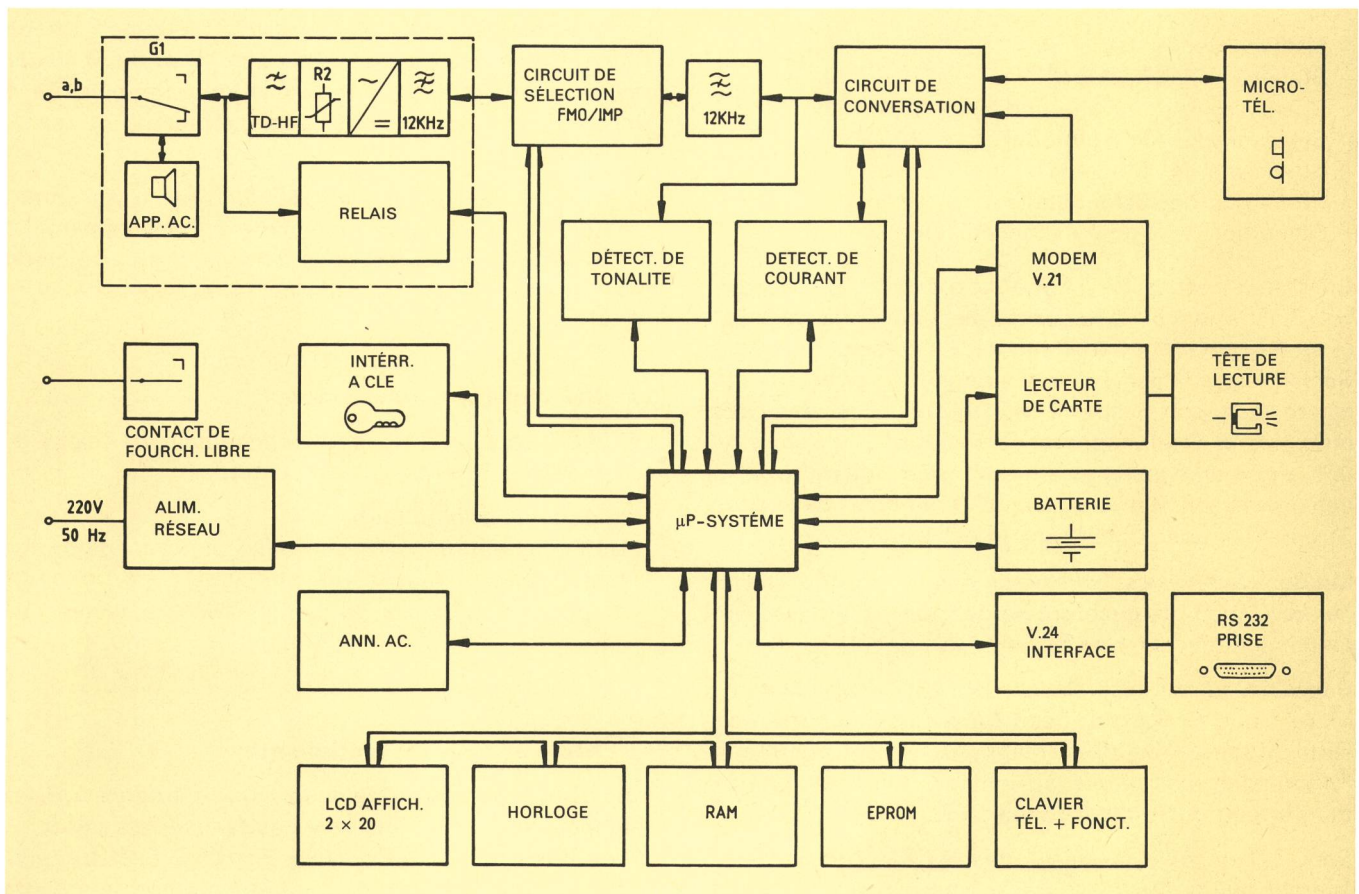 G1
a,b
R2
TD-HF
12KHz
APP. AC.
RELAIS
CIRCUIT DE
SÉLECTION
FMO/IMP
12KHz
CIRCUIT DE
CONVERSATION
MICRO-
TÉL.
DÉTECT. DE
TONALITE
DETECT. DE
COURANT
MODEM
V.21
CONTACT DE
FOURCH. LIBRE
INTÉRR.
A CLE
LECTEUR
DE CARTE
TÊTE DE
LECTURE
220V
50 Hz
ALIM.
RÉSEAU
µP-SYSTÉME
BATTERIE
ANN. AC.
V.24
INTERFACE
RS 232
PRISE
LCD AFFICH.
2 × 20
HORLOGE
RAM
EPROM
CLAVIER
TÉL. + FONCT.